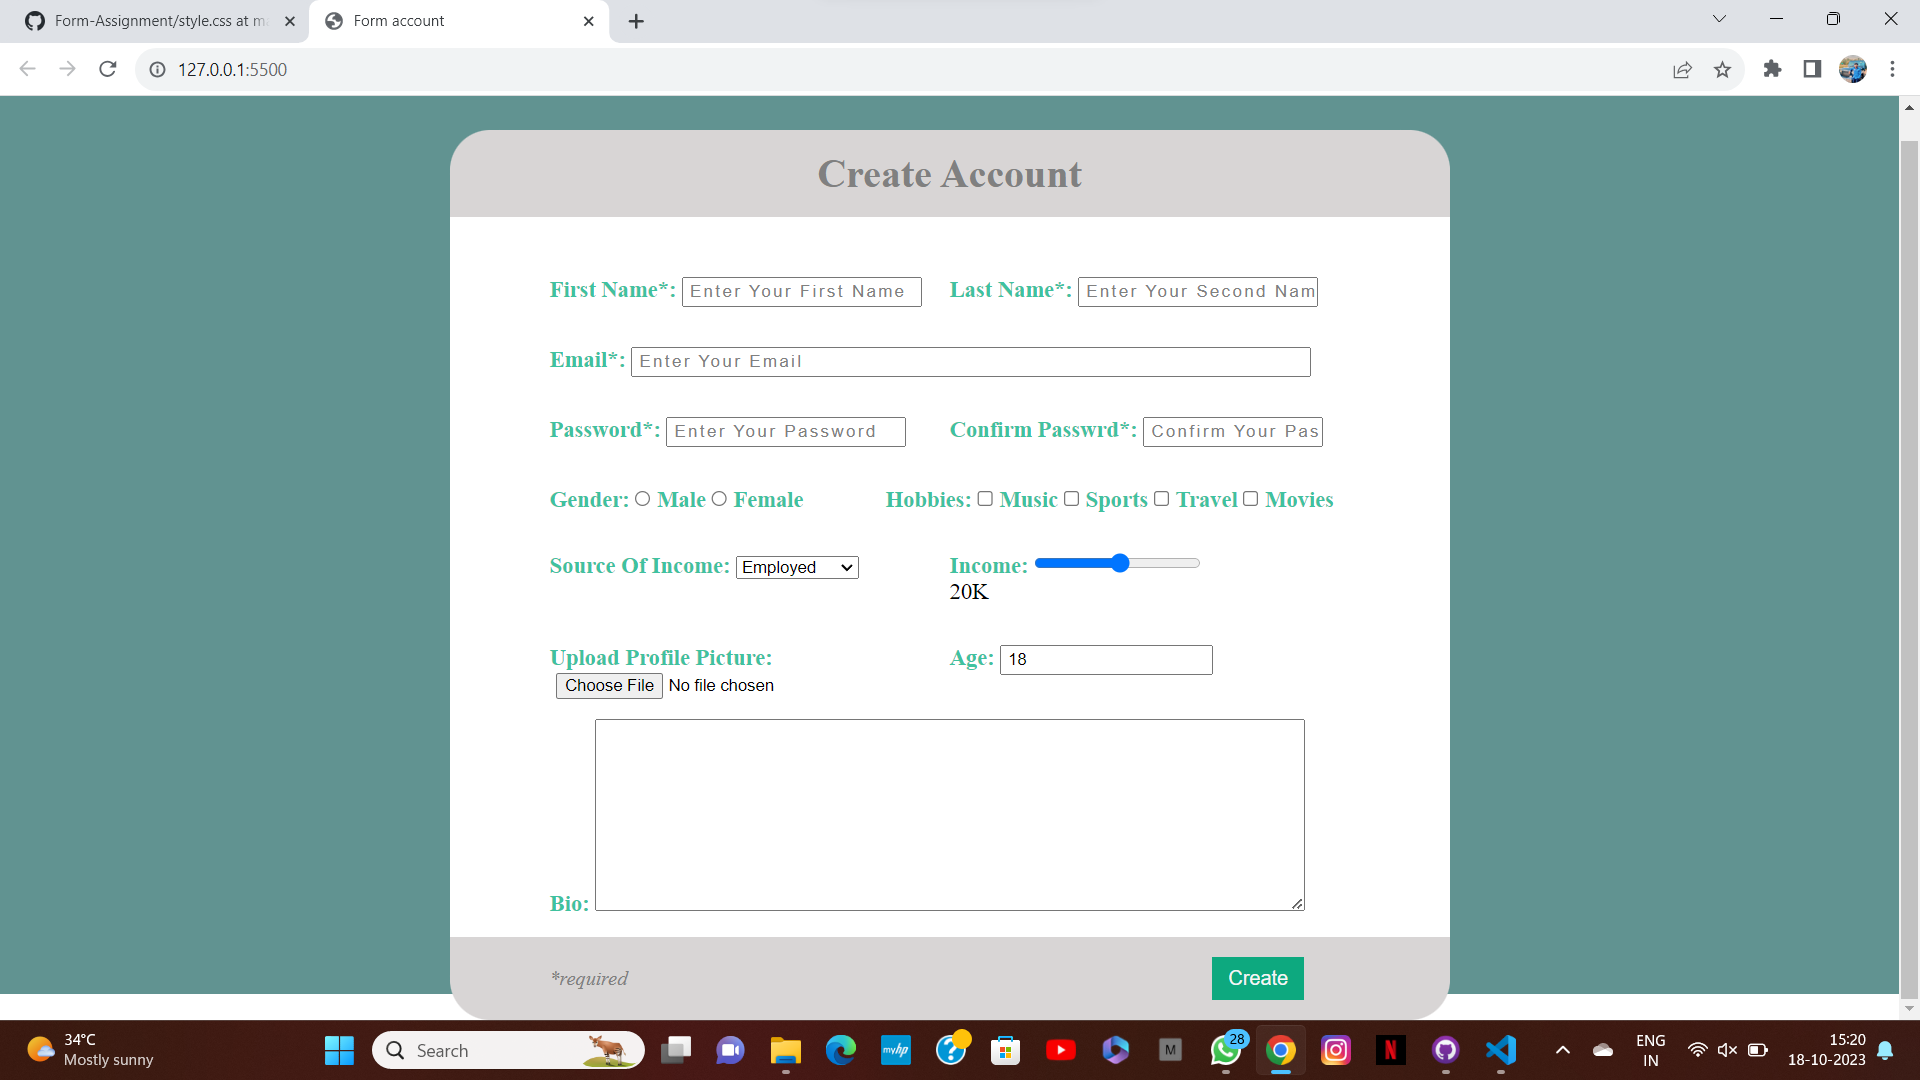 Form-Assignment/style.css at ma
Form account
127.0.0.1:5500
Create Account
First Name*: Enter Your First Name Last Name*: Enter Your Second Nam
Email*: Enter Your Email
Password*: Enter Your Password Confirm Passwrd*: Confirm Your Pas
Gender: Male Female Hobbies: Music Sports Travel Movies
Source Of Income: Employed Income:
20K
Upload Profile Picture: Age: 18
Choose File No file chosen
Bio:
*required Create
34°C
Mostly sunny
Search
myhp
M
28
N
ENG
IN
15:20
18-10-2023